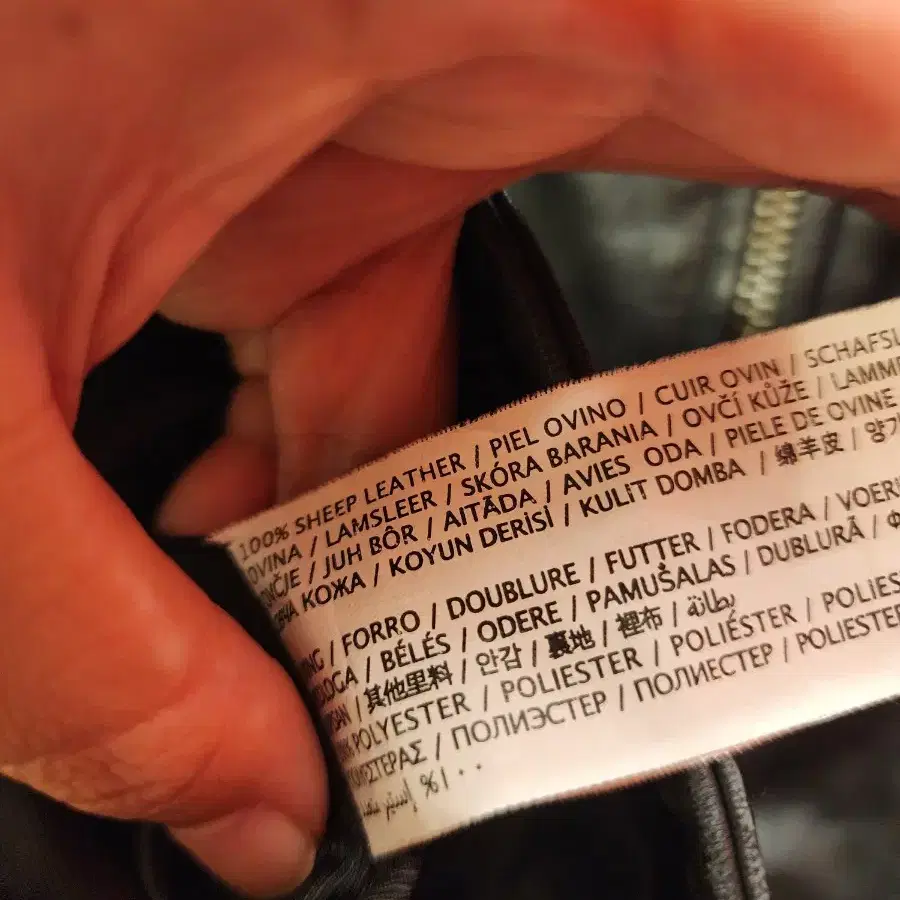 100% SHEEP LEATHER / PIEL OVINO / CUIR OVIN / SCHAFSL
OVINA / LAMSLEER / SKÓRA BARANIA / OVČÍ KŮŽE / LAMME
OVČJE / JUH BŐR / AITĀDA / AVIES ODA / PIELE DE OVINE
КОЖА / KOYUN DERİSİ / KULiT DOMBA / 绵羊皮 / 양가
/ FORRO / DOUBLURE / FUTTER / FODERA / VOERI
/ BÉLÉS / ODERE / PAMUŠALAS / DUBLURĂ /
/ 其他里料 / 안감 / 裏地 / 裡布 / بطانة
POLYESTER / POLIESTER / POLIÉSTER / POLIES
/ ПОЛИЭСТЕР / ПОЛИЕСТЕР / POLIESTER
%١٠٠